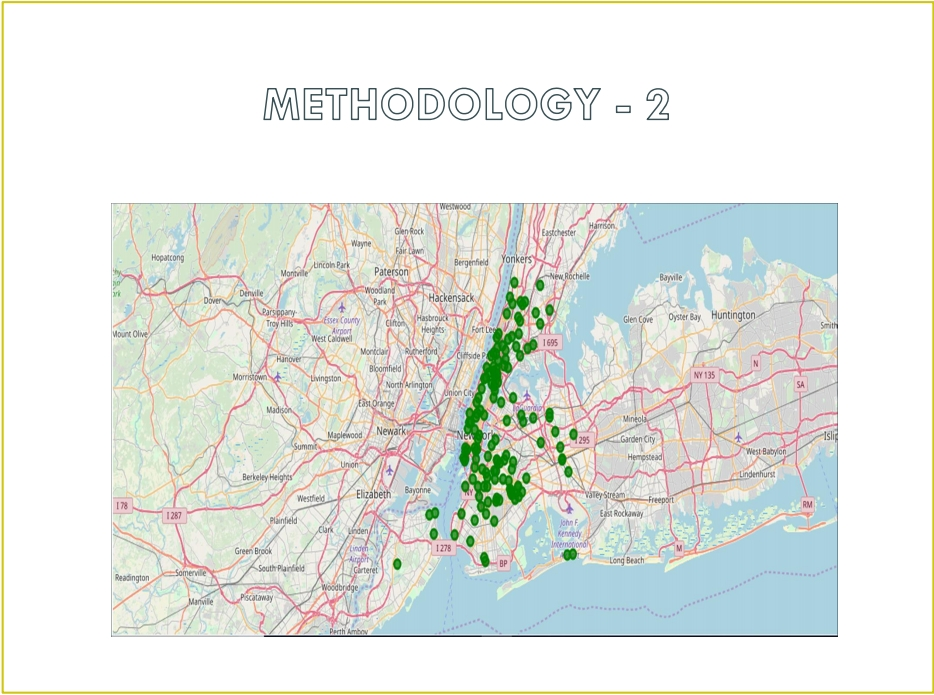 METHODOLOGY - 2
Westwood
Glen Rock
Harrison
Eastchester
Wayne
Fair Lawn
Hopatcong
Lincoln Park
Bergenfield
Yonkers
Montville
Paterson
New Rochelle
Bayville
Denville
Woodland
Park
Hackensack
Dover
Parsippany-
Troy Hills
Essex County
Airport
Clifton
Hasbrouck
Heights
Fort Lee
Glen Cove
Oyster Bay
Huntington
Mount Olive
West Caldwell
I 695
Hanover
Montclair
Rutherford
Cliffside
Bloomfield
N
Morristown
Livingston
North Arlington
Union City
NY 135
SA
Madison
East Orange
Mineola
Maplewood
Newark
I 295
Garden City
Summit
Hempstead
West Babylon
Union
Lindenhurst
Berkeley Heights
Elizabeth
Bayonne
NY
Valley Stream
Freeport
I 78
I 287
Westfield
East Rockaway
RM
Plainfield
Clark
Linden
John F
Kennedy
International
Green Brook
Linden
Airport
I 278
M
Long Beach
BP
South Plainfield
Carteret
Readington
Somerville
Woodbridge
Manville
Piscataway
Perth Amboy